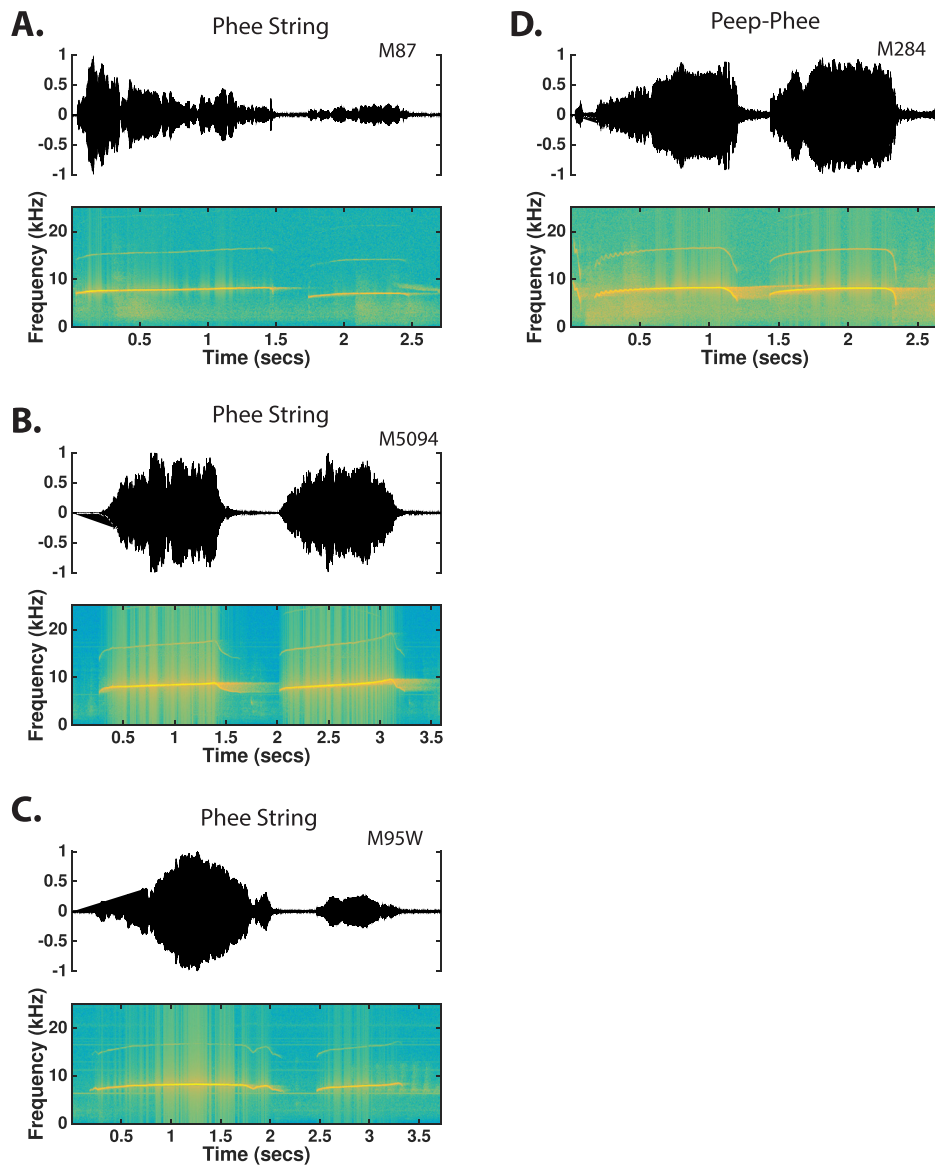 A.
Phee String
M87
1
0.5
0
-0.5
-1
Frequency (kHz)
20
10
0
0.5 1 1.5 2 2.5
Time (secs)
D.
Peep-Phee
M284
1
0.5
0
-0.5
-1
Frequency (kHz)
20
10
0
0.5 1 1.5 2 2.5
Time (secs)
B.
Phee String
M5094
1
0.5
0
-0.5
-1
Frequency (kHz)
20
10
0
0.5 1 1.5 2 2.5 3 3.5
Time (secs)
C.
Phee String
M95W
1
0.5
0
-0.5
-1
Frequency (kHz)
20
10
0
0.5 1 1.5 2 2.5 3 3.5
Time (secs)